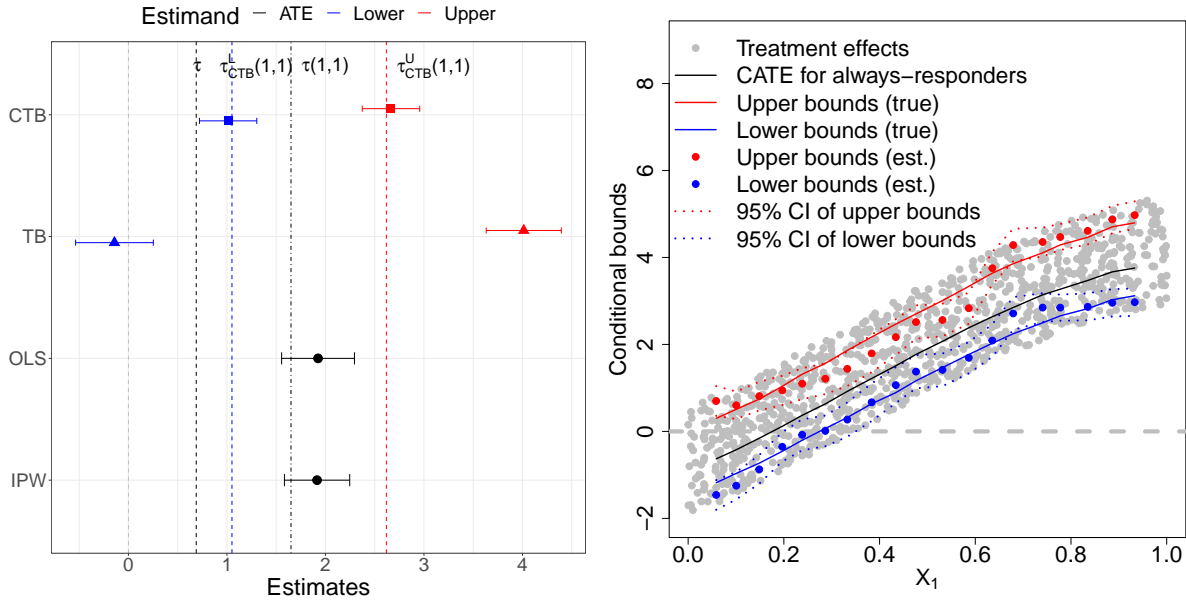 Estimand ATE Lower Upper
τ τ^L_CTB(1,1) τ(1,1) τ^U_CTB(1,1)
CTB
TB
OLS
IPW
0 1 2 3 4
Estimates
Treatment effects
CATE for always−responders
Upper bounds (true)
Lower bounds (true)
Upper bounds (est.)
Lower bounds (est.)
95% CI of upper bounds
95% CI of lower bounds
Conditional bounds
8
6
4
2
0
−2
0.0 0.2 0.4 0.6 0.8 1.0
X_1